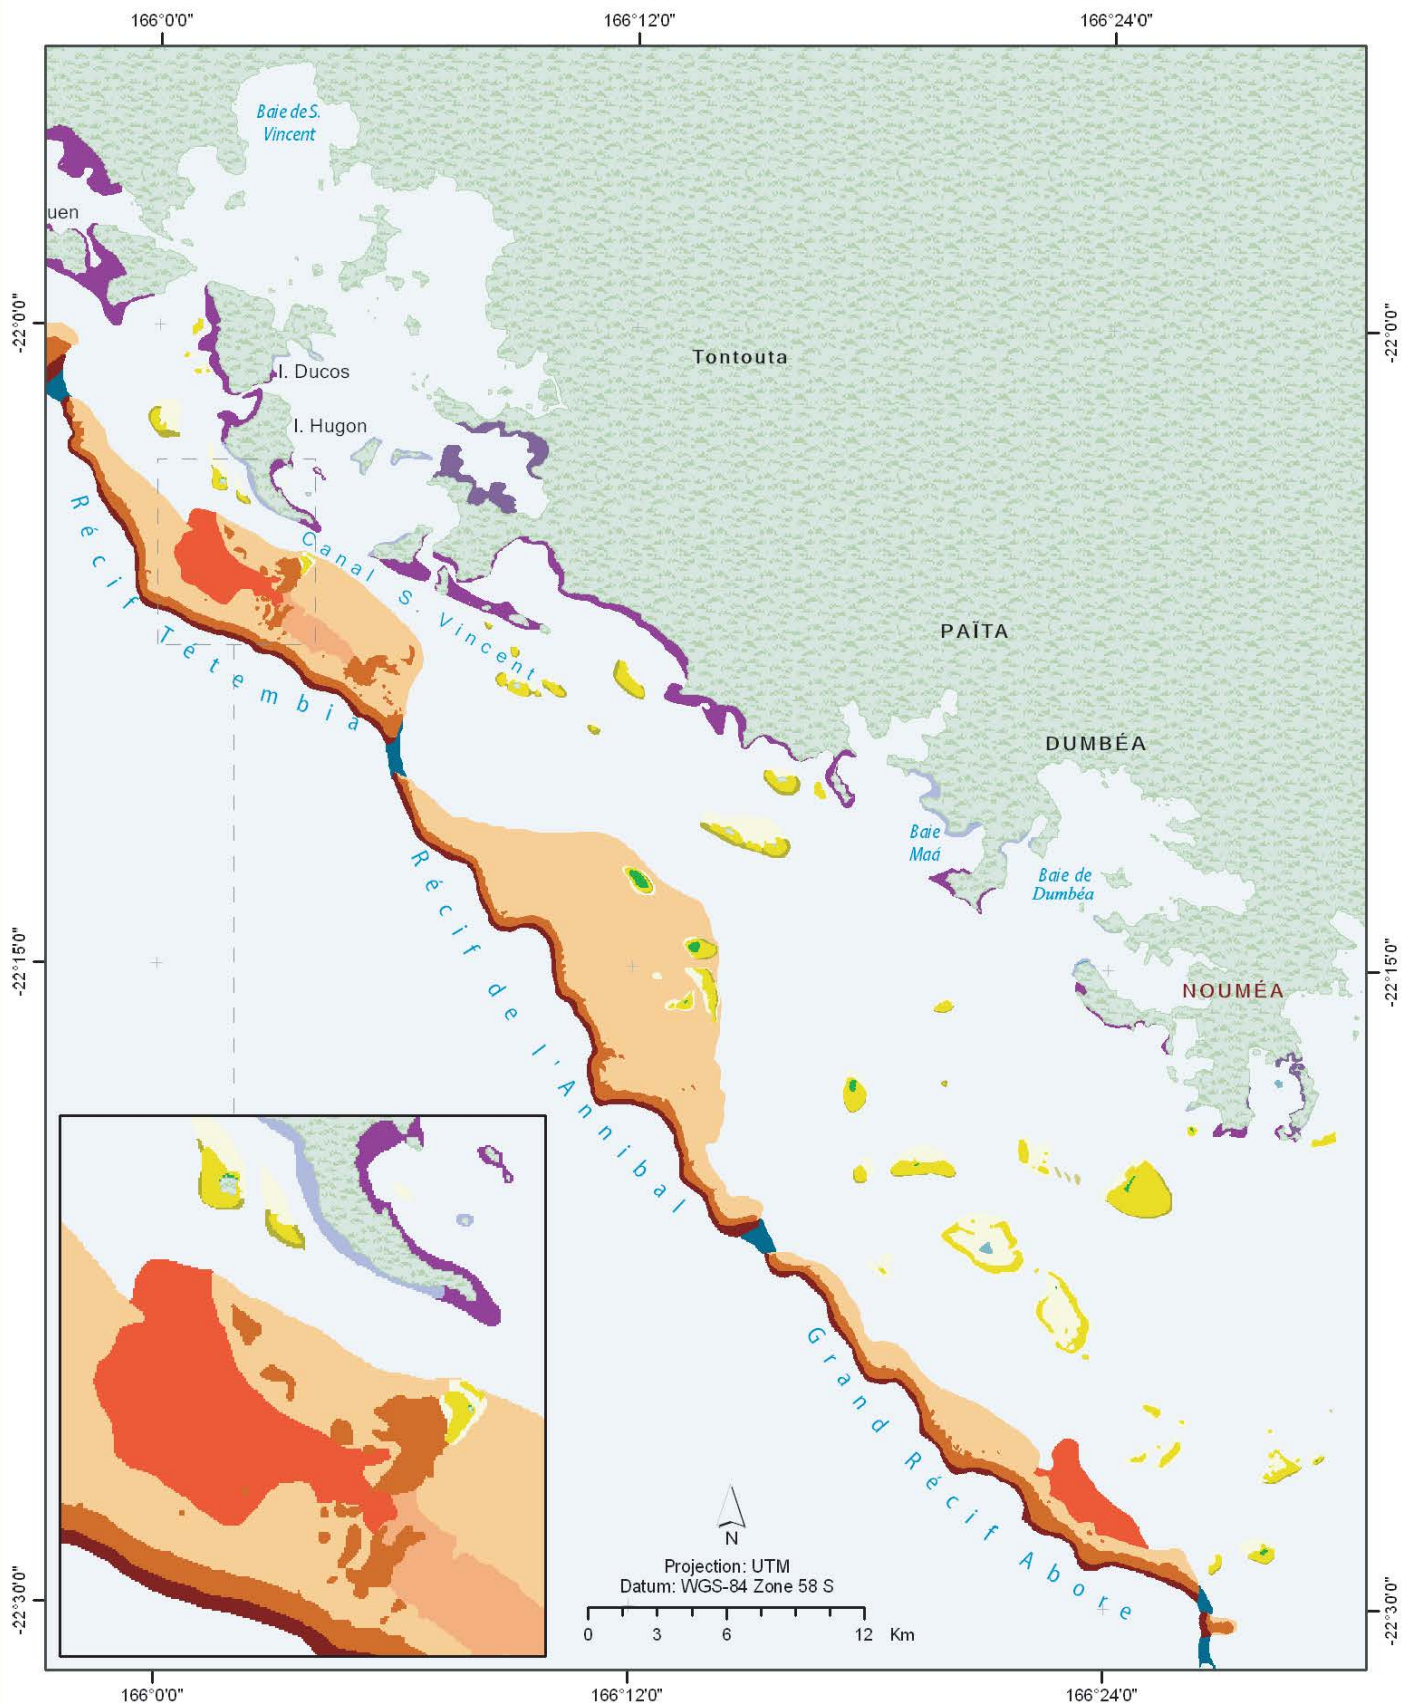 166°0'0"
166°12'0"
166°24'0"
Baie de S.
Vincent
uen
-22°0'0"
-22°0'0"
Tontouta
I. Ducos
I. Hugon
Récif Tétembia
Canal S. Vincent
PAÏTA
DUMBÉA
Baie
Maá
Baie de
Dumbéa
Récif de l'Annibal
-22°15'0"
-22°15'0"
NOUMÉA
Grand Récif Abore
N
Projection: UTM
Datum: WGS-84 Zone 58 S
0 3 6 12 Km
-22°30'0"
-22°30'0"
166°0'0"
166°12'0"
166°24'0"